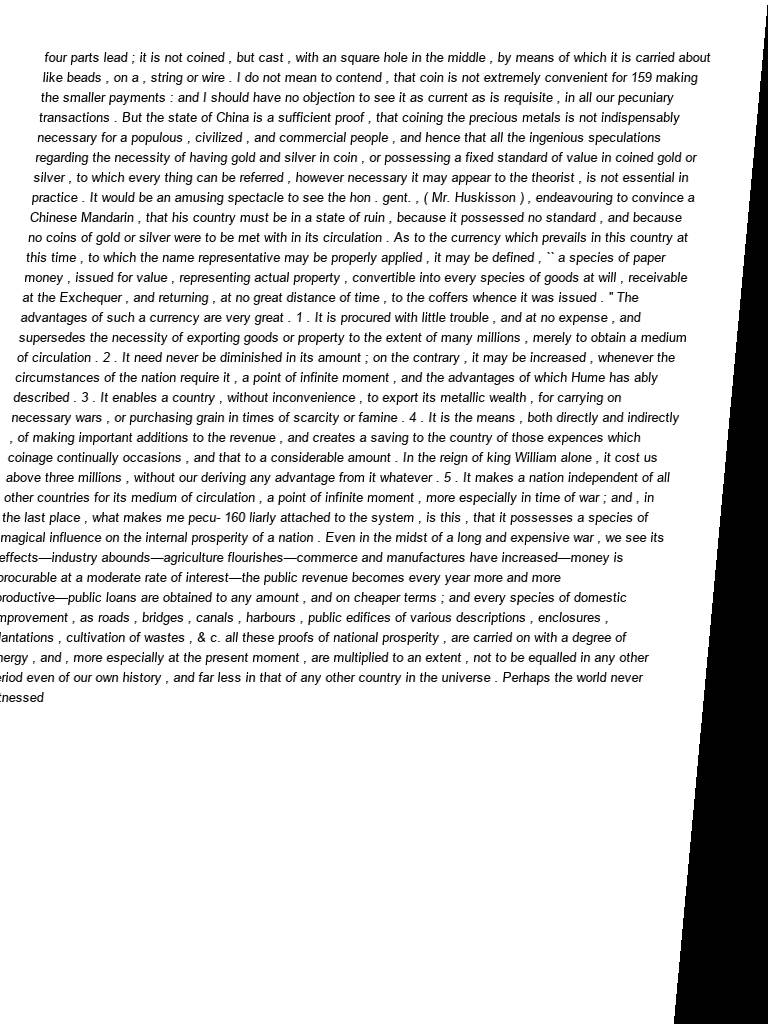 four parts lead ; it is not coined , but cast , with an square hole in the middle , by means of which it is carried about
like beads , on a , string or wire . I do not mean to contend , that coin is not extremely convenient for 159 making
the smaller payments : and I should have no objection to see it as current as is requisite , in all our pecuniary
transactions . But the state of China is a sufficient proof , that coining the precious metals is not indispensably
necessary for a populous , civilized , and commercial people , and hence that all the ingenious speculations
regarding the necessity of having gold and silver in coin , or possessing a fixed standard of value in coined gold or
silver , to which every thing can be referred , however necessary it may appear to the theorist , is not essential in
practice . It would be an amusing spectacle to see the hon . gent. , ( Mr. Huskisson ) , endeavouring to convince a
Chinese Mandarin , that his country must be in a state of ruin , because it possessed no standard , and because
no coins of gold or silver were to be met with in its circulation . As to the currency which prevails in this country at
this time , to which the name representative may be properly applied , it may be defined , `` a species of paper
money , issued for value , representing actual property , convertible into every species of goods at will , receivable
at the Exchequer , and returning , at no great distance of time , to the coffers whence it was issued . '' The
advantages of such a currency are very great . 1 . It is procured with little trouble , and at no expense , and
supersedes the necessity of exporting goods or property to the extent of many millions , merely to obtain a medium
of circulation . 2 . It need never be diminished in its amount ; on the contrary , it may be increased , whenever the
circumstances of the nation require it , a point of infinite moment , and the advantages of which Hume has ably
described . 3 . It enables a country , without inconvenience , to export its metallic wealth , for carrying on
necessary wars , or purchasing grain in times of scarcity or famine . 4 . It is the means , both directly and indirectly
, of making important additions to the revenue , and creates a saving to the country of those expences which
coinage continually occasions , and that to a considerable amount . In the reign of king William alone , it cost us
above three millions , without our deriving any advantage from it whatever . 5 . It makes a nation independent of all
other countries for its medium of circulation , a point of infinite moment , more especially in time of war ; and , in
the last place , what makes me pecu- 160 liarly attached to the system , is this , that it possesses a species of
magical influence on the internal prosperity of a nation . Even in the midst of a long and expensive war , we see its
effects—industry abounds—agriculture flourishes—commerce and manufactures have increased—money is
procurable at a moderate rate of interest—the public revenue becomes every year more and more
productive—public loans are obtained to any amount , and on cheaper terms ; and every species of domestic
mprovement , as roads , bridges , canals , harbours , public edifices of various descriptions , enclosures ,
lantations , cultivation of wastes , & c. all these proofs of national prosperity , are carried on with a degree of
nergy , and , more especially at the present moment , are multiplied to an extent , not to be equalled in any other
eriod even of our own history , and far less in that of any other country in the universe . Perhaps the world never
tnessed